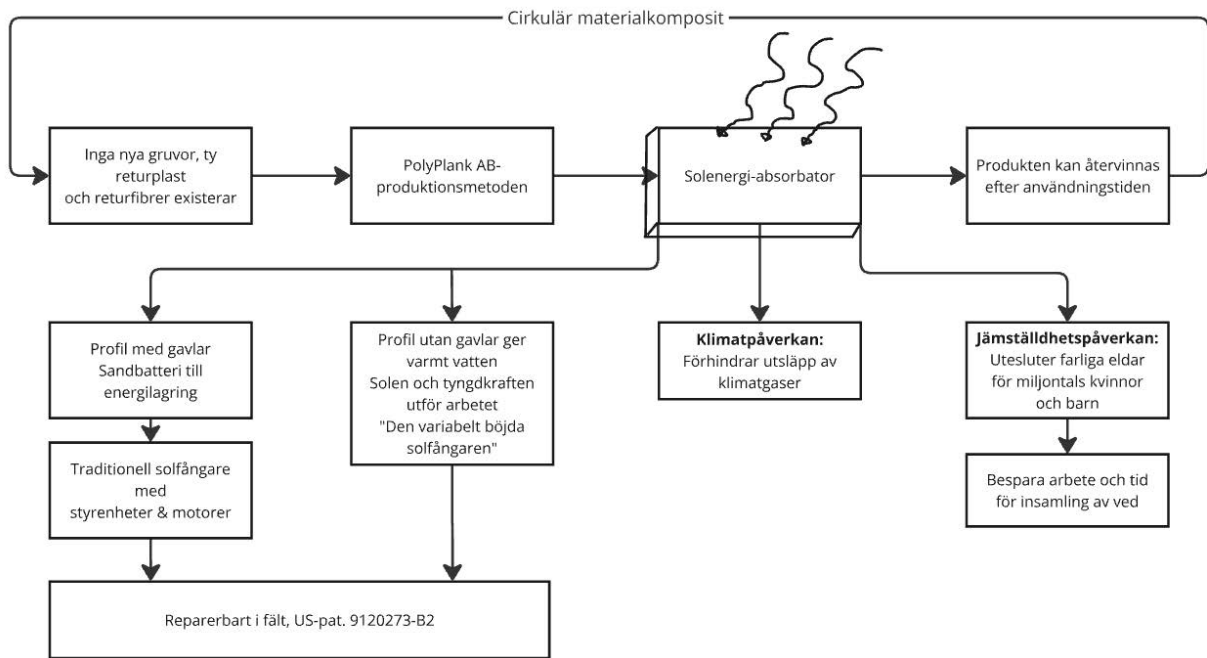 Cirkulär materialkomposit
Inga nya gruvor, ty
returplast
och returfibrer existerar
PolyPlank AB-
produktionsmetoden
Solenergi-absorbator
Produkten kan återvinnas
efter användningstiden
Profil med gavlar
Sandbatteri till
energilagring
Profil utan gavlar ger
varmt vatten
Solen och tyngdkraften
utför arbetet
"Den variabelt böjda
solfångaren"
Klimatpåverkan:
Förhindrar utsläpp av
klimatgaser
Jämställdhetspåverkan:
Utesluter farliga eldar
för miljontals kvinnor
och barn
Traditionell solfångare
med
styrenheter & motorer
Bespara arbete och tid
för insamling av ved
Reparerbart i fält, US-pat. 9120273-B2